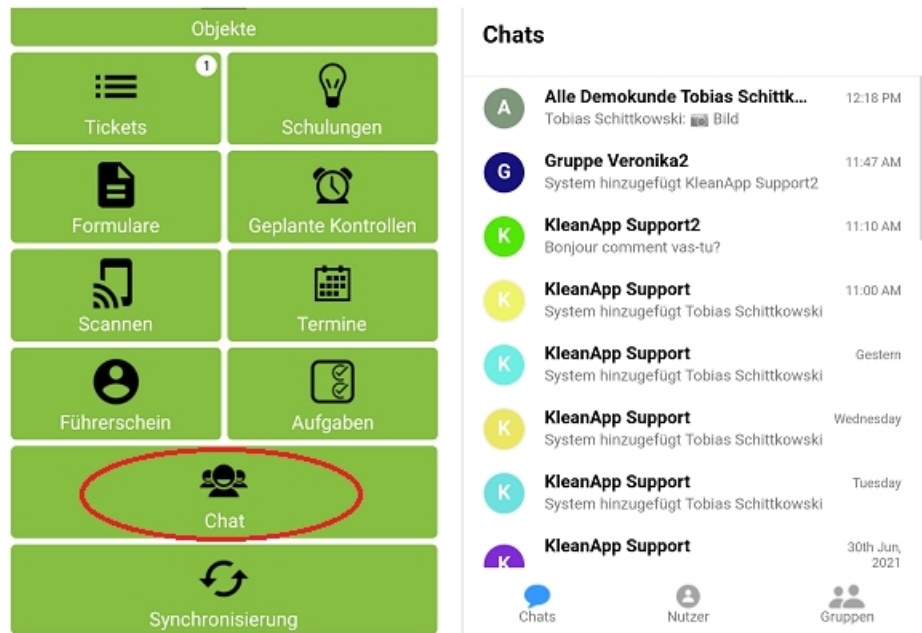 Objekte
1
Tickets
Schulungen
Formulare
Geplante Kontrollen
Scannen
Termine
Führerschein
Aufgaben
Chat
Synchronisierung
Chats
A
Alle Demokunde Tobias Schittk...
12:18 PM
Tobias Schittkowski: 📷 Bild
G
Gruppe Veronika2
11:47 AM
System hinzugefügt KleanApp Support2
K
KleanApp Support2
11:10 AM
Bonjour comment vas-tu?
K
KleanApp Support
11:00 AM
System hinzugefügt Tobias Schittkowski
K
KleanApp Support
Gestern
System hinzugefügt Tobias Schittkowski
K
KleanApp Support
Wednesday
System hinzugefügt Tobias Schittkowski
K
KleanApp Support
Tuesday
System hinzugefügt Tobias Schittkowski
K
KleanApp Support
30th Jun,
2021
Chats
Nutzer
Gruppen